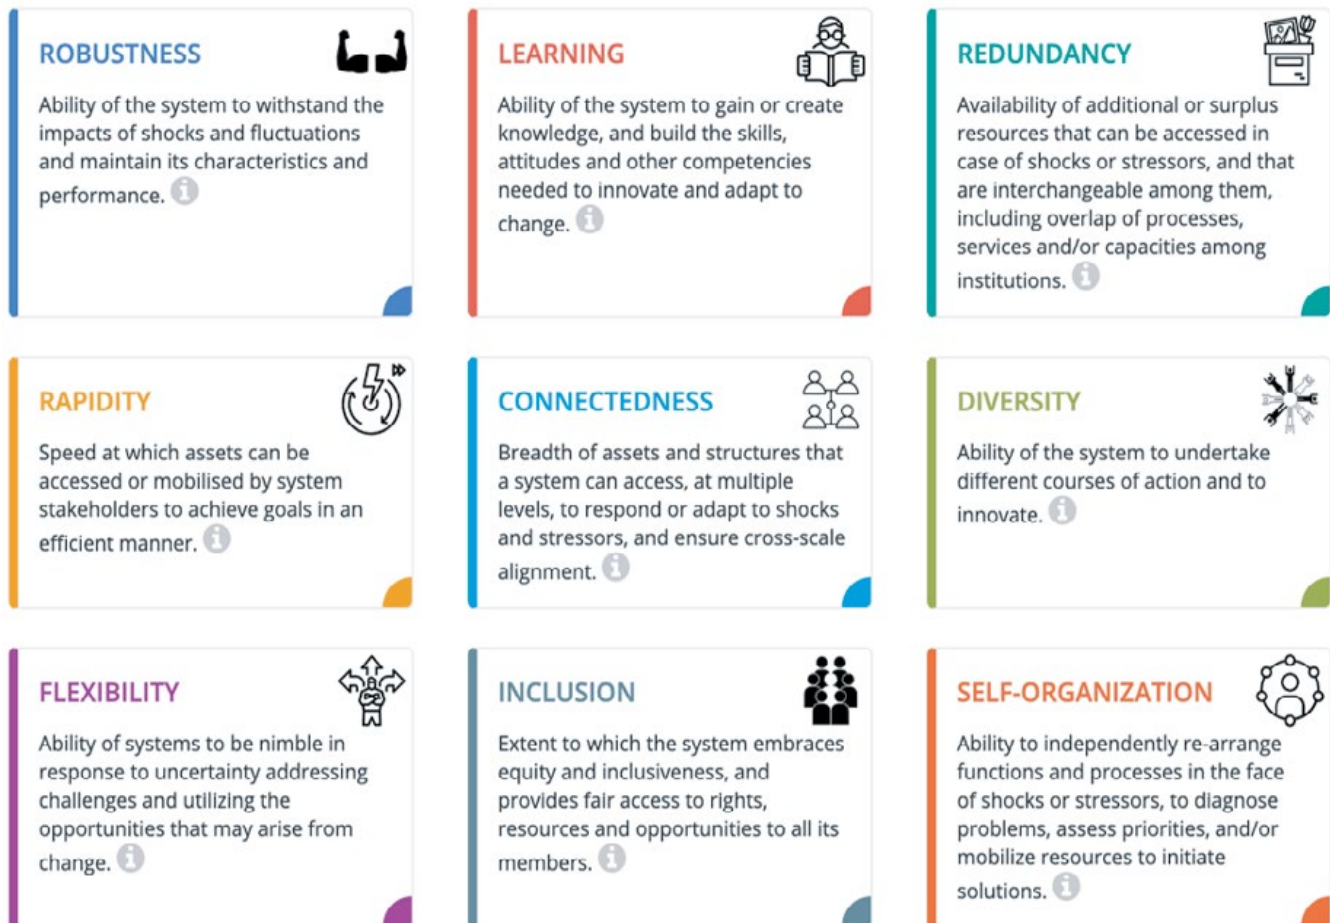 ROBUSTNESS
Ability of the system to withstand the
impacts of shocks and fluctuations
and maintain its characteristics and
performance.
LEARNING
Ability of the system to gain or create
knowledge, and build the skills,
attitudes and other competencies
needed to innovate and adapt to
change.
REDUNDANCY
Availability of additional or surplus
resources that can be accessed in
case of shocks or stressors, and that
are interchangeable among them,
including overlap of processes,
services and/or capacities among
institutions.
RAPIDITY
Speed at which assets can be
accessed or mobilised by system
stakeholders to achieve goals in an
efficient manner.
CONNECTEDNESS
Breadth of assets and structures that
a system can access, at multiple
levels, to respond or adapt to shocks
and stressors, and ensure cross-scale
alignment.
DIVERSITY
Ability of the system to undertake
different courses of action and to
innovate.
FLEXIBILITY
Ability of systems to be nimble in
response to uncertainty addressing
challenges and utilizing the
opportunities that may arise from
change.
INCLUSION
Extent to which the system embraces
equity and inclusiveness, and
provides fair access to rights,
resources and opportunities to all its
members.
SELF-ORGANIZATION
Ability to independently re-arrange
functions and processes in the face
of shocks or stressors, to diagnose
problems, assess priorities, and/or
mobilize resources to initiate
solutions.